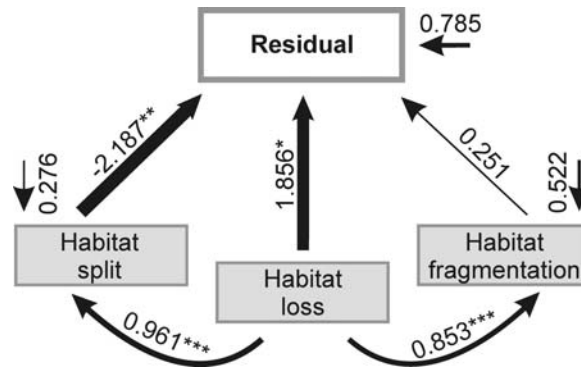 Residual
0.785
-2.187**
1.856*
0.251
0.276
0.522
Habitat
split
Habitat
loss
Habitat
fragmentation
0.961***
0.853***